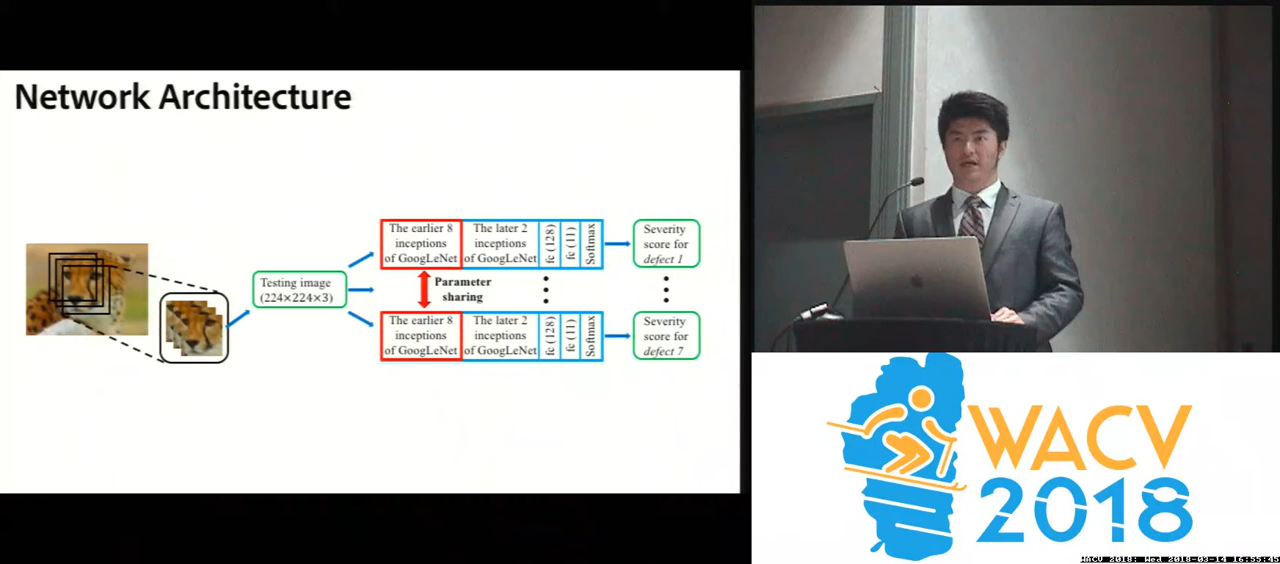 Network Architecture
Testing image
(224×224×3)
The earlier 8
inceptions
of GoogLeNet
The later 2
inceptions
of GoogLeNet
fc (128)
fc (11)
Softmax
Severity
score for
defect 1
Parameter
sharing
The earlier 8
inceptions
of GoogLeNet
The later 2
inceptions
of GoogLeNet
fc (128)
fc (11)
Softmax
Severity
score for
defect 7
WACV
2018
WACV 2018: Wed 2018-03-14 16:55:45